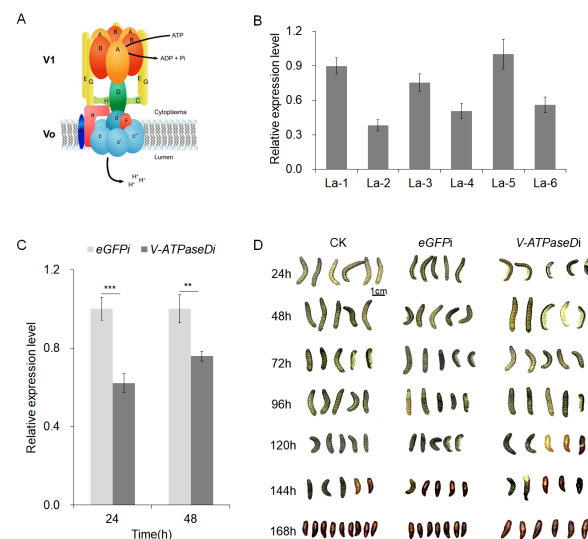 A
V1
Vo
B
A
B
A
B
A
ATP
ADP + Pi
E
G
E
G
D
H
C
a
d
F
c
c'
c''
Cytoplasma
Lumen
H⁺
H⁺
H⁺
B
Relative expression level
1.2
0.9
0.6
0.3
0.0
La-1 La-2 La-3 La-4 La-5 La-6
C
eGFPi V-ATPaseDi
Relative expression level
1.2
0.8
0.4
0.0
*** **
24 48
Time(h)
D
CK eGFPi V-ATPaseDi
24h
1cm
48h
72h
96h
120h
144h
168h